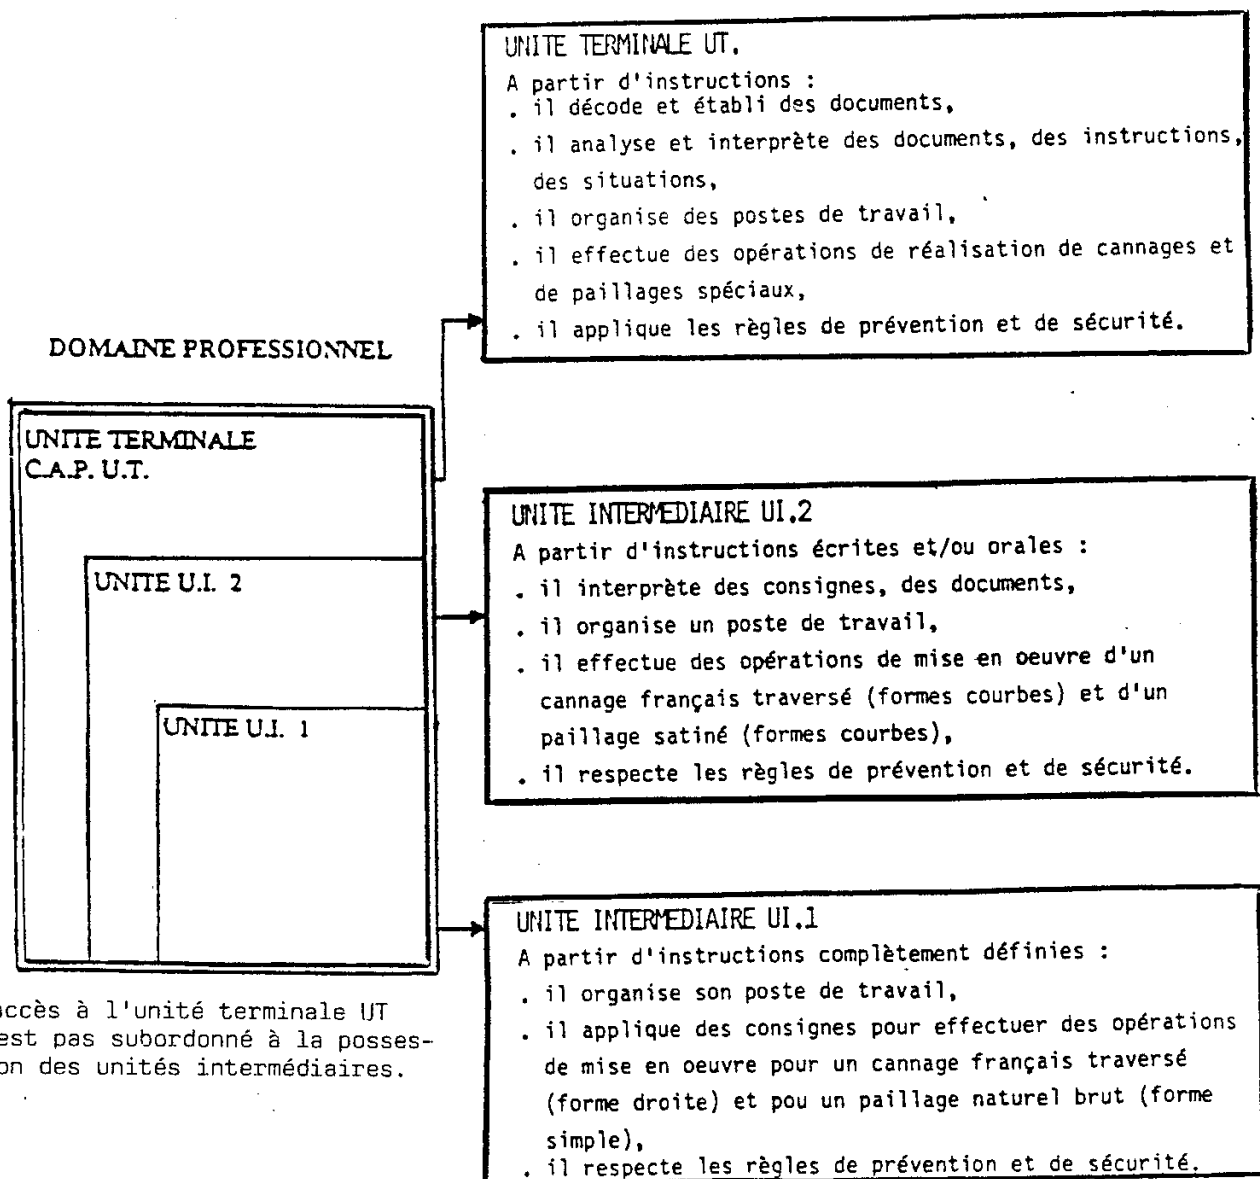 UNITE TERMINALE UT.
A partir d'instructions :
. il décode et établi des documents,
. il analyse et interprète des documents, des instructions,
des situations,
. il organise des postes de travail,
. il effectue des opérations de réalisation de cannages et
de paillages spéciaux,
. il applique les règles de prévention et de sécurité.
DOMAINE PROFESSIONNEL
UNITE TERMINALE
C.A.P. U.T.
UNITE U.I. 2
UNITE U.I. 1
accès à l'unité terminale UT
est pas subordonné à la posses-
on des unités intermédiaires.
UNITE INTERMEDIAIRE UI.2
A partir d'instructions écrites et/ou orales :
. il interprète des consignes, des documents,
. il organise un poste de travail,
. il effectue des opérations de mise en oeuvre d'un
cannage français traversé (formes courbes) et d'un
paillage satiné (formes courbes),
. il respecte les règles de prévention et de sécurité.
UNITE INTERMEDIAIRE UI.1
A partir d'instructions complètement définies :
. il organise son poste de travail,
. il applique des consignes pour effectuer des opérations
de mise en oeuvre pour un cannage français traversé
(forme droite) et pou un paillage naturel brut (forme
simple),
. il respecte les règles de prévention et de sécurité.